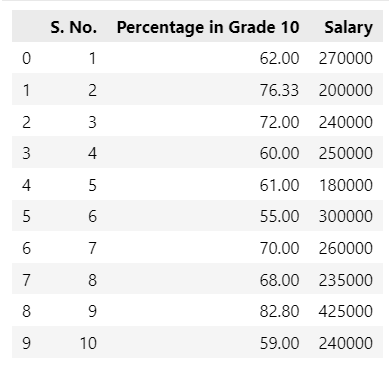 S. No. Percentage in Grade 10 Salary
0 1 62.00 270000
1 2 76.33 200000
2 3 72.00 240000
3 4 60.00 250000
4 5 61.00 180000
5 6 55.00 300000
6 7 70.00 260000
7 8 68.00 235000
8 9 82.80 425000
9 10 59.00 240000